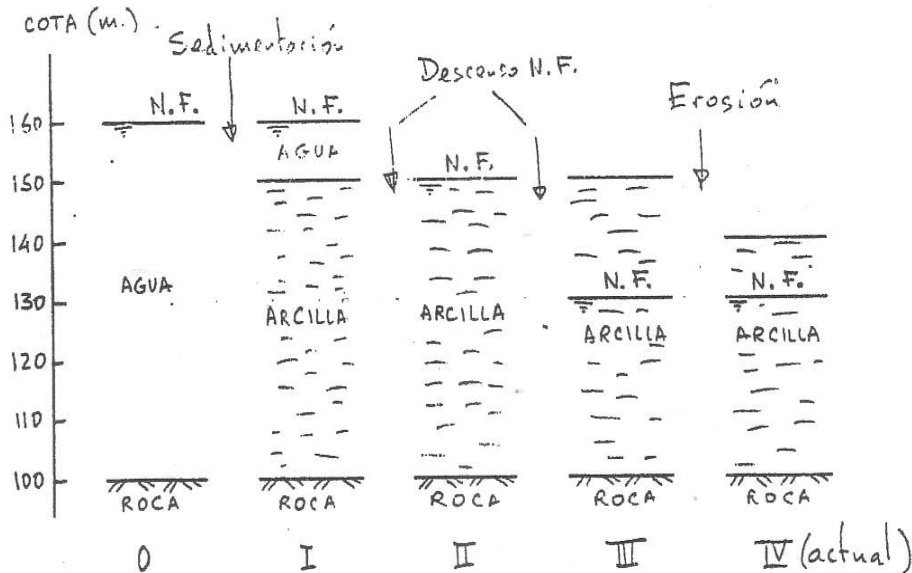 COTA (m.)
Sedimentación
Descenso N.F.
Erosión
N.F. N.F.
160
AGUA
N.F.
150
140
AGUA
N.F. N.F.
130
ARCILLA ARCILLA
ARCILLA ARCILLA
120
110
100
ROCA ROCA ROCA ROCA ROCA
0 I II III IV (actual)